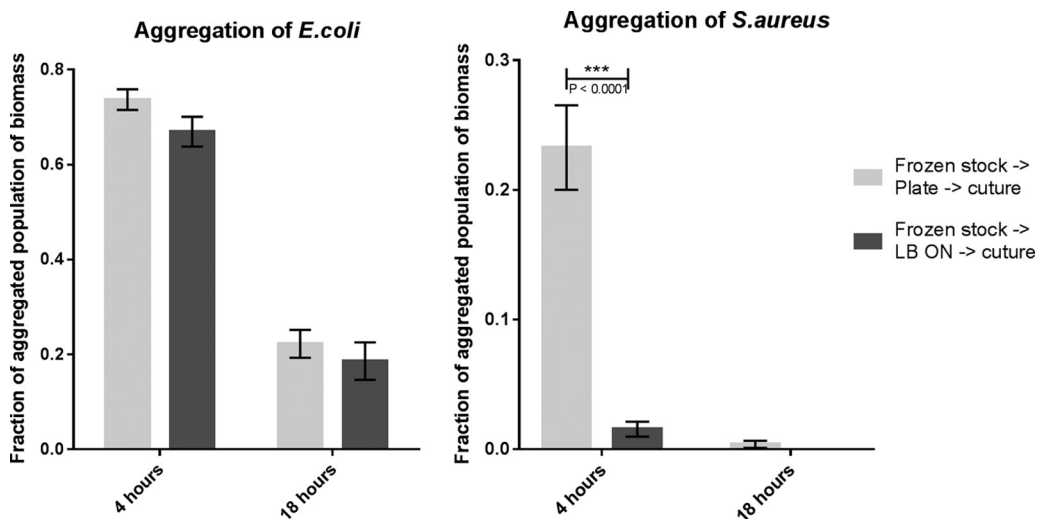 Aggregation of E.coli
Fraction of aggregated population of biomass
0.8
0.6
0.4
0.2
0.0
4 hours
18 hours
Aggregation of S.aureus
Fraction of aggregated population of biomass
0.3
0.2
0.1
0.0
***
P < 0.0001
4 hours
18 hours
Frozen stock ->
Plate -> cuture
Frozen stock ->
LB ON -> cuture